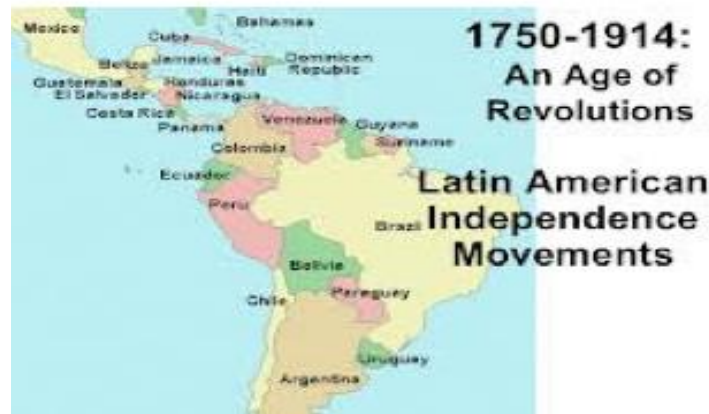 1750-1914:
An Age of
Revolutions
Latin American
Independence
Movements
Mexico
Bahamas
Cuba
Belize
Jamaica
Haiti
Dominican
Republic
Guatemala
Honduras
El Salvador
Nicaragua
Costa Rica
Panama
Venezuela
Guyana
Suriname
Colombia
Ecuador
Peru
Brazil
Bolivia
Paraguay
Chile
Uruguay
Argentina